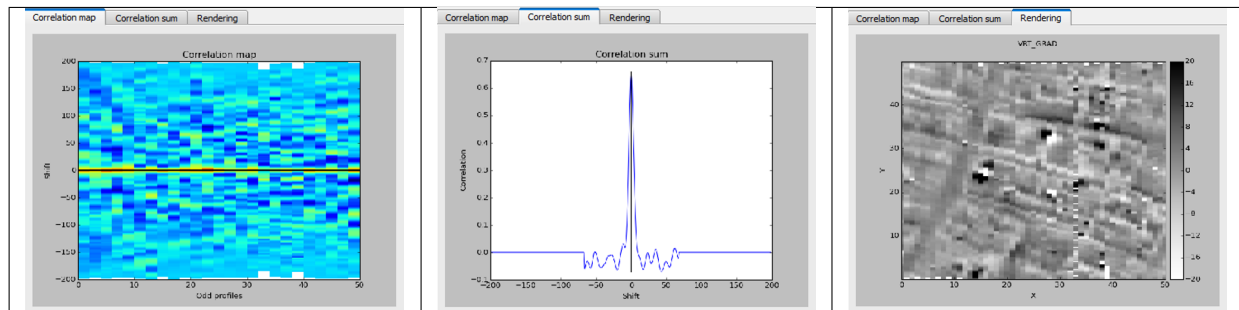 Correlation map Correlation sum Rendering
Correlation map
200
150
100
50
0
−50
−100
−150
−200
Shift
0 10 20 30 40 50
Odd profiles
Correlation map Correlation sum Rendering
Correlation sum
0.7
0.6
0.5
0.4
0.3
0.2
0.1
0.0
−0.1
Correlation
−200 −150 −100 −50 0 50 100 150 200
Shift
Correlation map Correlation sum Rendering
VRT_GRAD
40
30
20
10
Y
0 10 20 30 40 50
X
20
16
12
8
4
0
−4
−8
−12
−16
−20